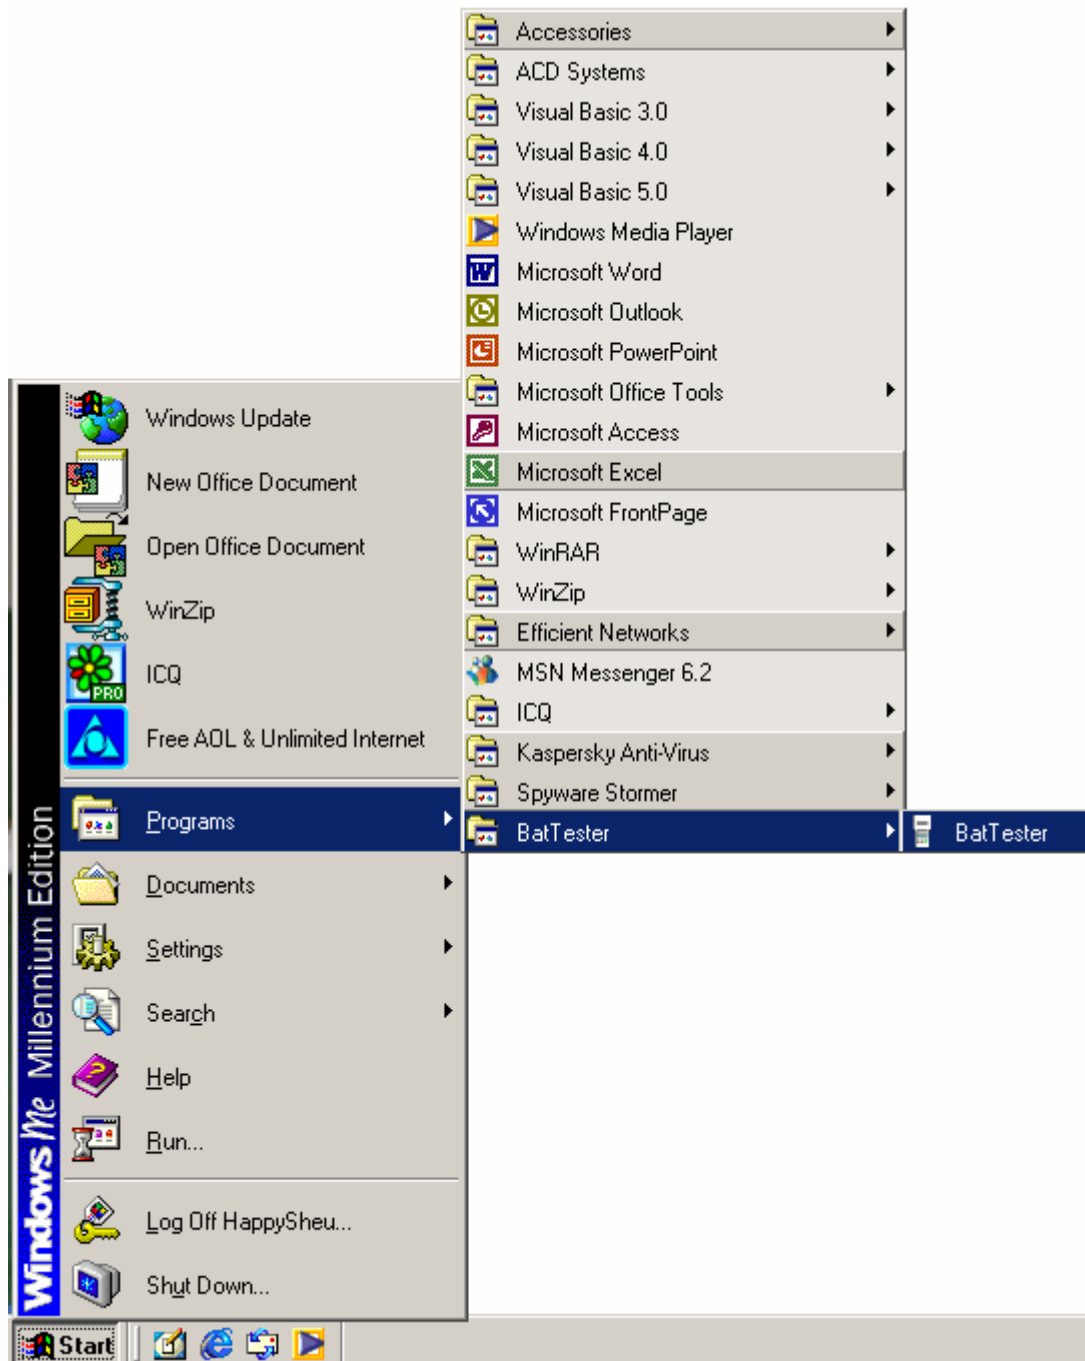 Accessories
ACD Systems
Visual Basic 3.0
Visual Basic 4.0
Visual Basic 5.0
Windows Media Player
Microsoft Word
Microsoft Outlook
Microsoft PowerPoint
Microsoft Office Tools
Microsoft Access
Microsoft Excel
Microsoft FrontPage
WinRAR
WinZip
Efficient Networks
MSN Messenger 6.2
ICQ
Kaspersky Anti-Virus
Spyware Stormer
BatTester
BatTester
Windows Update
New Office Document
Open Office Document
WinZip
PRO
ICQ
Free AOL & Unlimited Internet
Programs
Documents
Settings
Search
Help
Run...
Log Off HappySheu...
Shut Down...
Windows Me Millennium Edition
Start